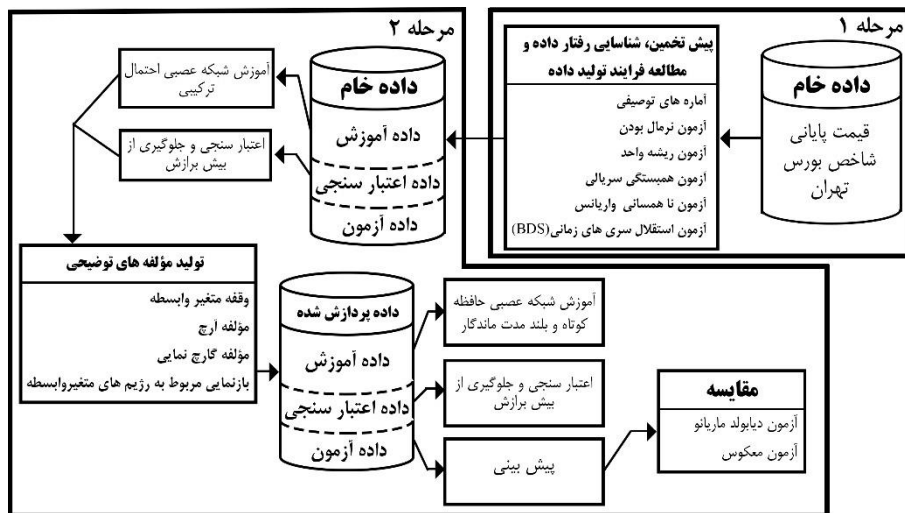 مرحله ۱
داده خام
قیمت پایانی
شاخص بورس
تهران
پیش تخمین، شناسایی رفتار داده و
مطالعه فرایند تولید داده
آماره های توصیفی
آزمون نرمال بودن
آزمون ریشه واحد
آزمون همبستگی سریالی
آزمون نا همسانی واریانس
آزمون استقلال سری های زمانی(BDS)
مرحله ۲
داده خام
داده آموزش
داده اعتبار سنجی
داده آزمون
آموزش شبکه عصبی احتمال
ترکیبی
اعتبار سنجی و جلوگیری از
بیش برازش
تولید مؤلفه های توضیحی
وقفه متغیر وابسطه
مؤلفه آرچ
مؤلفه گارچ نمایی
بازنمایی مربوط به رژیم های متغیروابسطه
داده پردازش شده
داده آموزش
داده اعتبار سنجی
داده آزمون
آموزش شبکه عصبی حافظه
کوتاه و بلند مدت ماندگار
اعتبار سنجی و جلوگیری از
بیش برازش
پیش بینی
مقایسه
آزمون دیابولد ماریانو
آزمون معکوس